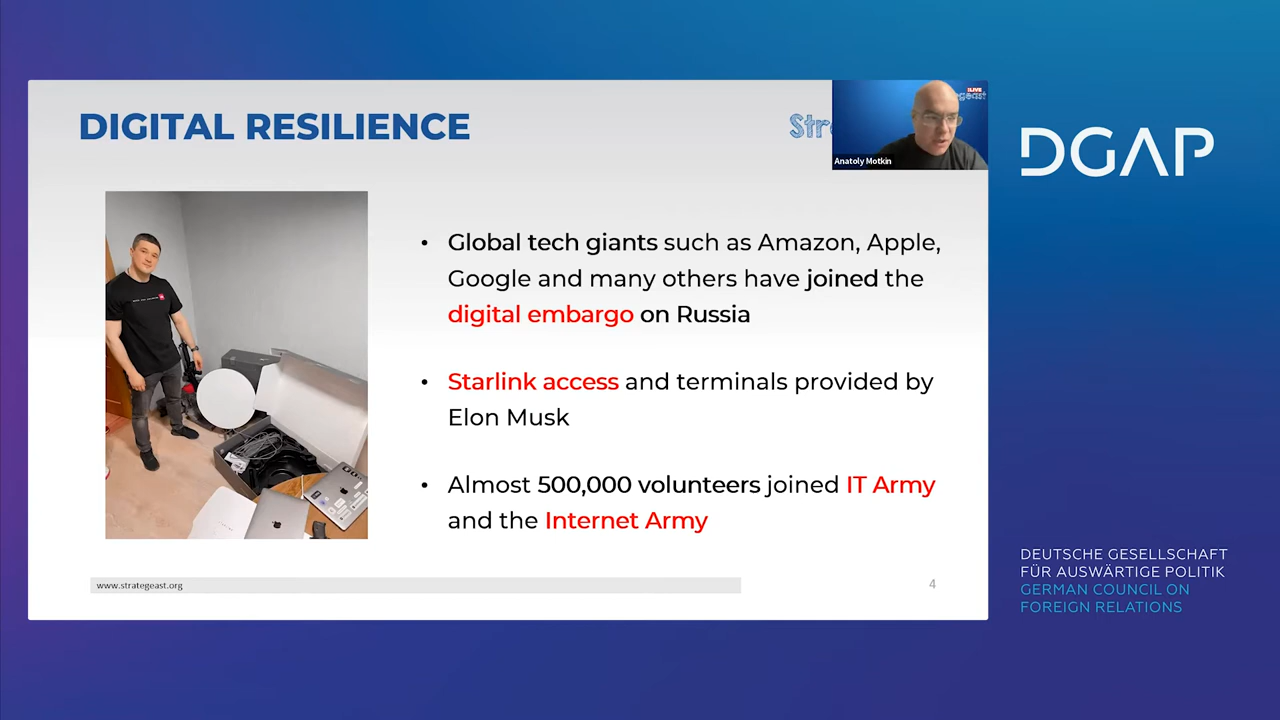 DIGITAL RESILIENCE
Stra
LIVE
Anatoly Motkin
DGAP
• Global tech giants such as Amazon, Apple,
Google and many others have joined the
digital embargo on Russia
• Starlink access and terminals provided by
Elon Musk
• Almost 500,000 volunteers joined IT Army
and the Internet Army
www.strategeast.org
4
DEUTSCHE GESELLSCHAFT
FÜR AUSWÄRTIGE POLITIK
GERMAN COUNCIL ON
FOREIGN RELATIONS